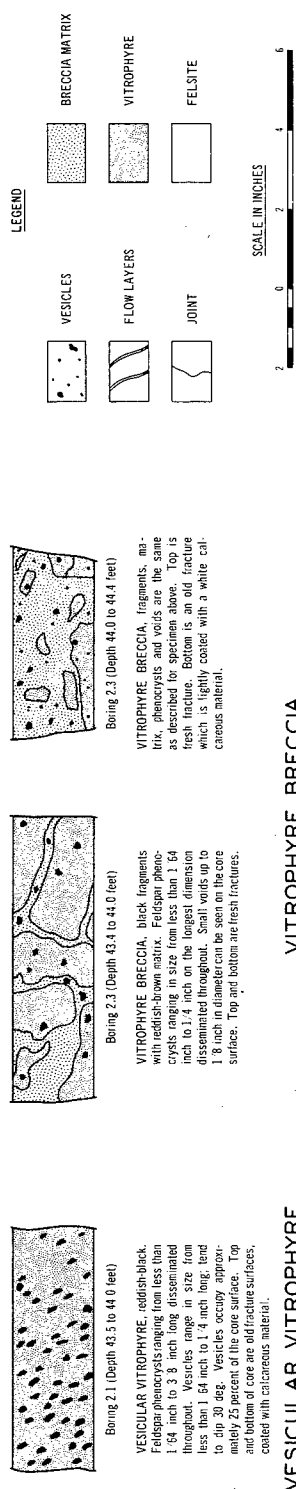 Boring 2.1 (Depth 43.5 to 44 0 feet)
VESICULAR VITROPHYRE, reddish-black.
Feldspar phenocrysts ranging from less than
1 64 inch to 3 8 inch long disseminated
throughout. Vesicles range in size from
less than 1 64 inch to 1 4 inch long; tend
to dip 30 deg. Vesicles occupy approxi-
mately 25 percent of the core surface. Top
and bottom of core are old fracture surfaces,
coated with calcareous material.
VESICULAR VITROPHYRE
Boring 2.3 (Depth 43.4 to 44.0 feet)
VITROPHYRE BRECCIA, black fragments
with reddish-brown matrix. Feldspar pheno-
crysts ranging in size from less than 1 64
inch to 1/4 inch on the longest dimension
disseminated throughout. Small voids up to
1 8 inch in diameter can be seen on the core
surface. Top and bottom are fresh fractures.
Boring 2.3 (Depth 44.0 to 44.4 feet)
VITROPHYRE BRECCIA, fragments, ma-
trix, phenocrysts and voids are the same
as described for specimen above. Top is
fresh fracture. Bottom is an old fracture
which is lightly coated with a white cal-
careous material.
VITROPHYRE BRECCIA
LEGEND
VESICLES
BRECCIA MATRIX
FLOW LAYERS
VITROPHYRE
JOINT
FELSITE
SCALE IN INCHES
2 0 2 4 6